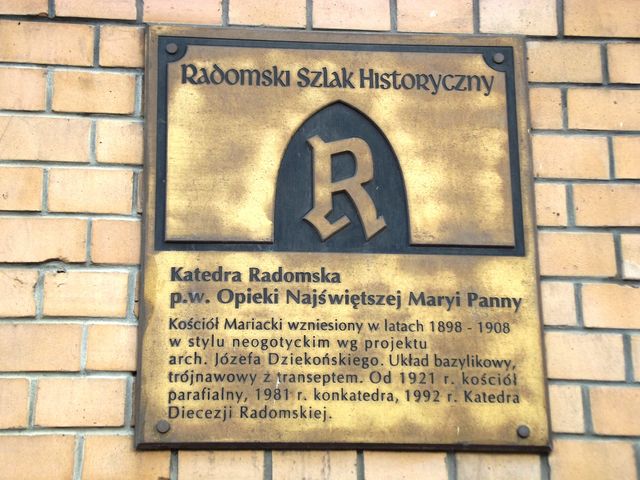 Radomski Szlak Historyczny
R
Katedra Radomska
p.w. Opieki Najświętszej Maryi Panny
Kościół Mariacki wzniesiony w latach 1898 - 1908
w stylu neogotyckim wg projektu
arch. Józefa Dziekońskiego. Układ bazylikowy,
trójnawowy z transeptem. Od 1921 r. kościół
parafialny, 1981 r. konkatedra, 1992 r. Katedra
Diecezji Radomskiej.